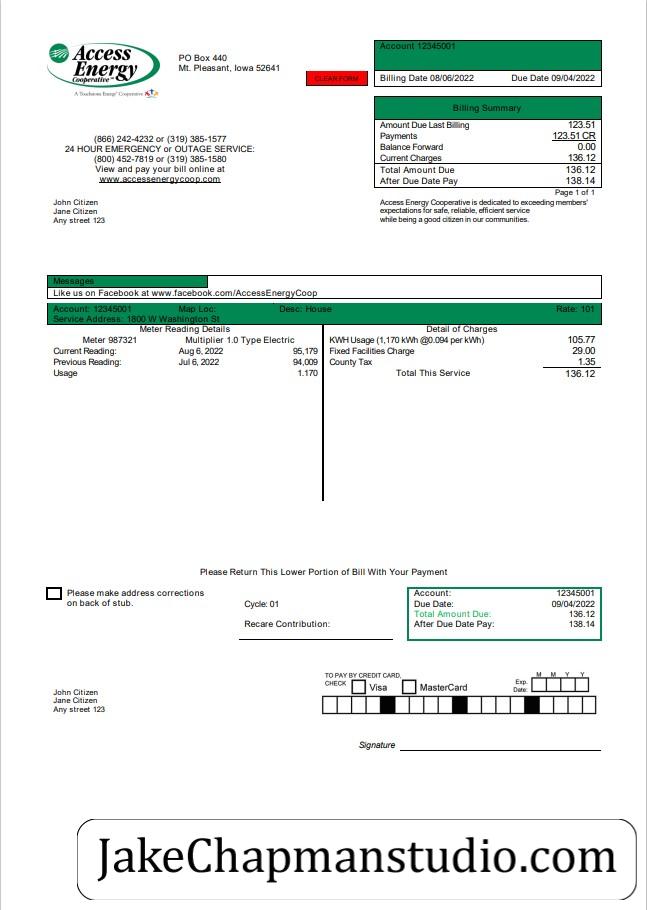 Access
Energy
Cooperative™
A Touchstone Energy® Cooperative
PO Box 440
Mt. Pleasant, Iowa 52641
CLEAR FORM
Account 12345001
Billing Date 08/06/2022 Due Date 09/04/2022
Billing Summary
Amount Due Last Billing 123.51
Payments 123.51 CR
Balance Forward 0.00
Current Charges 136.12
Total Amount Due 136.12
After Due Date Pay 138.14
Page 1 of 1
(866) 242-4232 or (319) 385-1577
24 HOUR EMERGENCY or OUTAGE SERVICE:
(800) 452-7819 or (319) 385-1580
View and pay your bill online at
www.accessenergycoop.com
John Citizen
Jane Citizen
Any street 123
Access Energy Cooperative is dedicated to exceeding members'
expectations for safe, reliable, efficient service
while being a good citizen in our communities.
Messages
Like us on Facebook at www.facebook.com/AccessEnergyCoop
Account: 12345001 Map Loc: Desc: House Rate: 101
Service Address: 1800 W Washington St
Meter Reading Details
Meter 987321 Multiplier 1.0 Type Electric
Current Reading: Aug 6, 2022 95,179
Previous Reading: Jul 6, 2022 94,009
Usage 1.170
Detail of Charges
KWH Usage (1,170 kWh @0.094 per kWh) 105.77
Fixed Facilities Charge 29.00
County Tax 1.35
Total This Service 136.12
Please Return This Lower Portion of Bill With Your Payment
Please make address corrections
on back of stub.
Cycle: 01
Recare Contribution:
Account: 12345001
Due Date: 09/04/2022
Total Amount Due: 136.12
After Due Date Pay: 138.14
John Citizen
Jane Citizen
Any street 123
TO PAY BY CREDIT CARD,
CHECK Visa MasterCard
Exp.
Date:
M M Y Y
Signature
JakeChapmanstudio.com